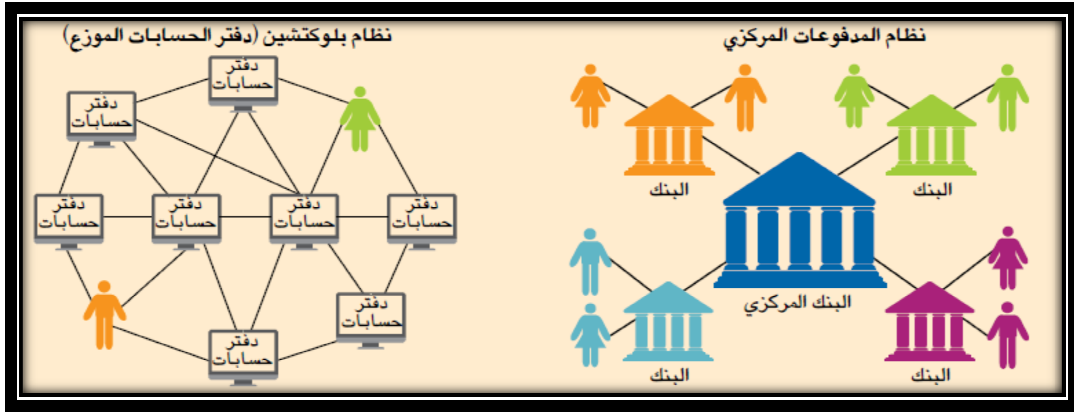 نظام المدفوعات المركزي
البنك
البنك
البنك المركزي
البنك
البنك
نظام بلوكتشين (دفتر الحسابات الموزع)
دفتر
حسابات
دفتر
حسابات
دفتر
حسابات
دفتر
حسابات
دفتر
حسابات
دفتر
حسابات
دفتر
حسابات
دفتر
حسابات